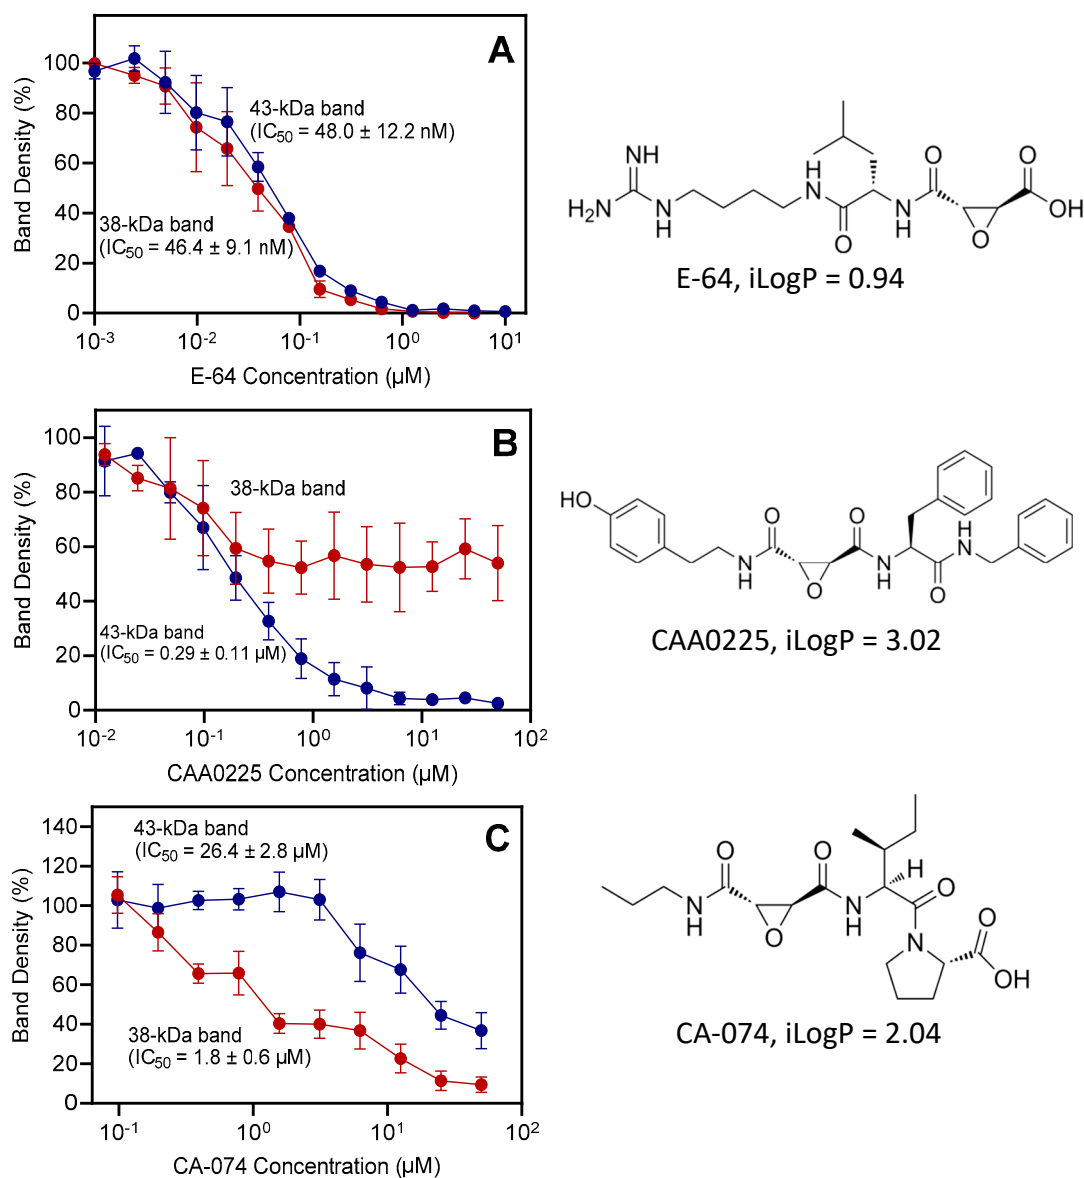 A
Band Density (%)
100
80
60
40
20
0
43-kDa band
(IC50 = 48.0 ± 12.2 nM)
38-kDa band
(IC50 = 46.4 ± 9.1 nM)
10-3 10-2 10-1 100 101
E-64 Concentration (µM)
NH
H2N
N
H
H
N
O
NH
O
O
O
OH
E-64, iLogP = 0.94
B
Band Density (%)
100
80
60
40
20
0
38-kDa band
43-kDa band
(IC50 = 0.29 ± 0.11 µM)
10-2 10-1 100 101 102
CAA0225 Concentration (µM)
HO
N
H
O
O
O
N
H
H
N
O
CAA0225, iLogP = 3.02
C
Band Density (%)
140
120
100
80
60
40
20
0
43-kDa band
(IC50 = 26.4 ± 2.8 µM)
38-kDa band
(IC50 = 1.8 ± 0.6 µM)
10-1 100 101 102
CA-074 Concentration (µM)
N
H
O
O
O
N
H
H
O
N
O
OH
CA-074, iLogP = 2.04